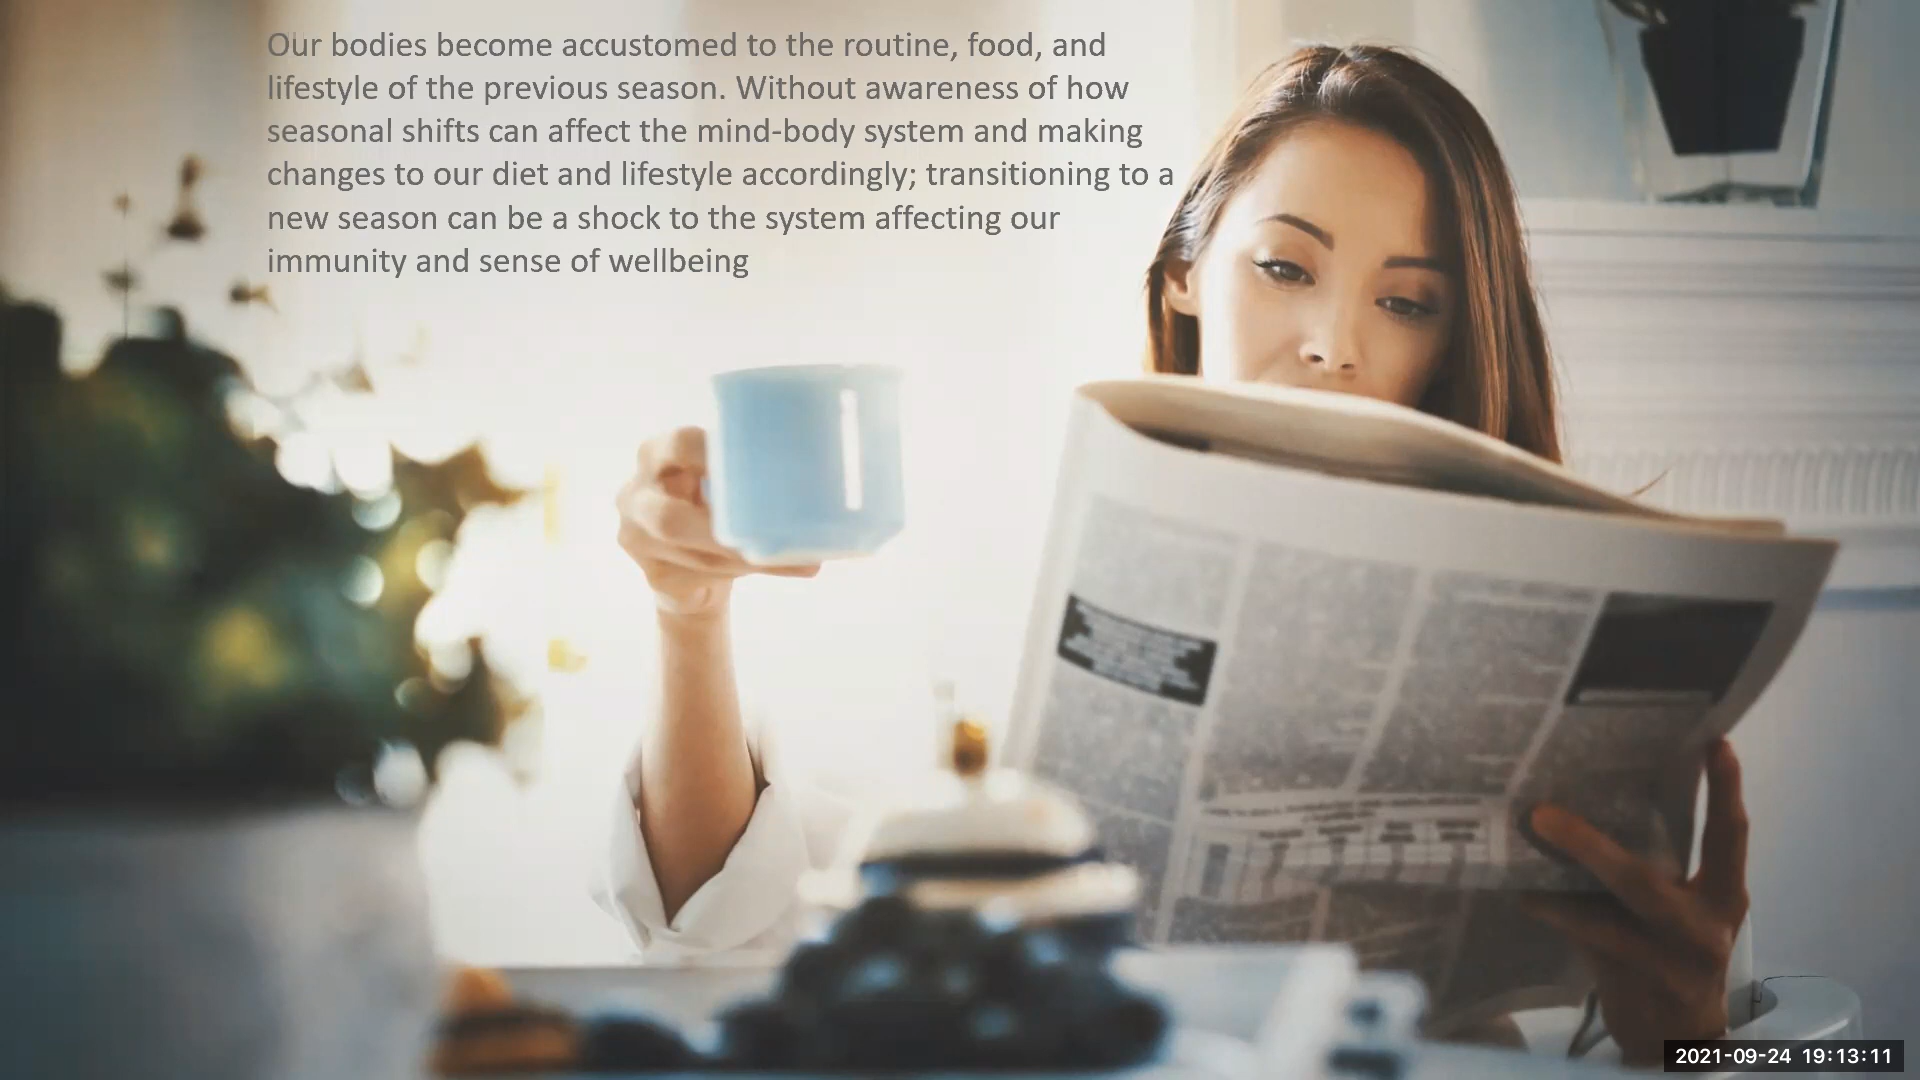 Our bodies become accustomed to the routine, food, and
lifestyle of the previous season. Without awareness of how
seasonal shifts can affect the mind-body system and making
changes to our diet and lifestyle accordingly; transitioning to a
new season can be a shock to the system affecting our
immunity and sense of wellbeing
2021-09-24 19:13:11